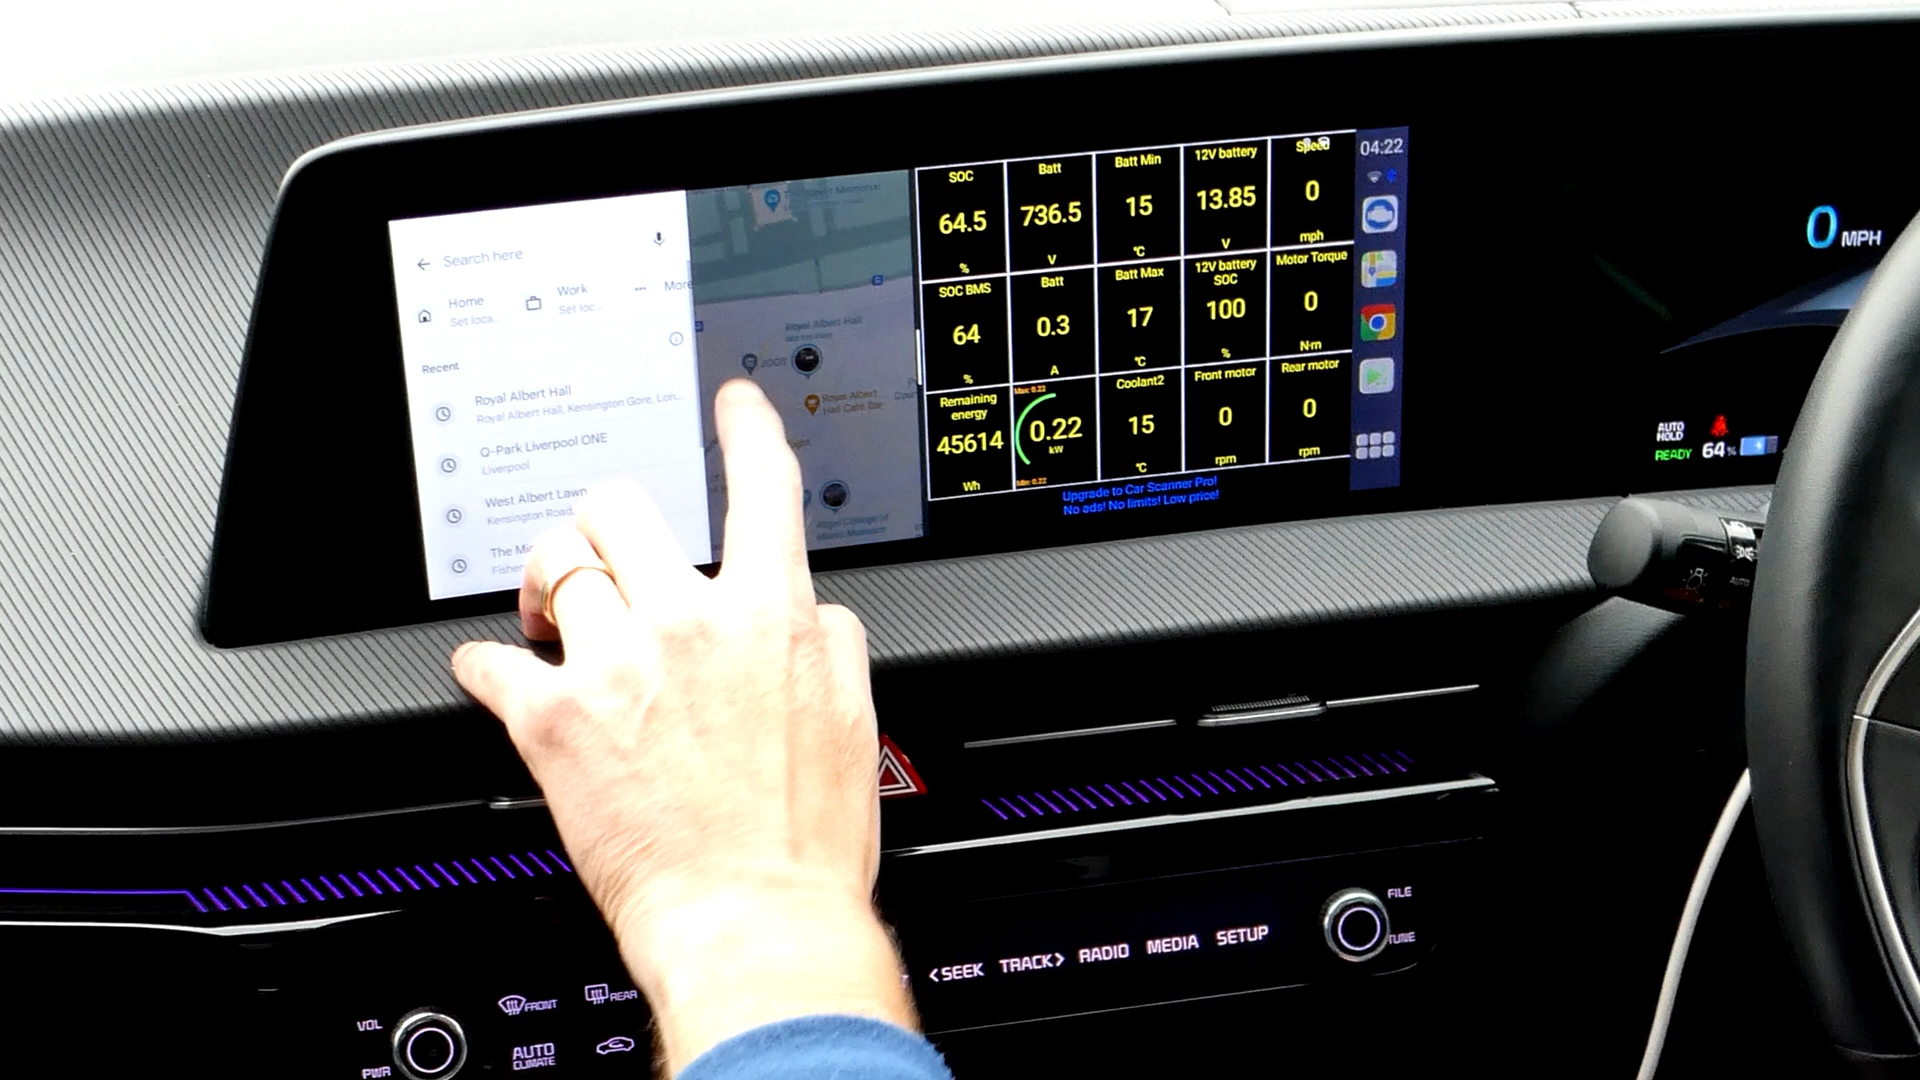 Search here
Home
Set loca...
Work
Set loc...
More
Recent
Royal Albert Hall
Royal Albert Hall, Kensington Gore, Lon...
Q-Park Liverpool ONE
Liverpool
West Albert Lawn
Kensington Road,
The
Royal Albert Hall
Royal Albert
Hall Café Bar
Royal College of
Music Museum
SOC
64.5
%
Batt
736.5
V
Batt Min
15
°C
12V battery
13.85
V
Speed
0
mph
SOC BMS
64
%
Batt
0.3
A
Batt Max
17
°C
12V battery
SOC
100
%
Motor Torque
0
N·m
Remaining
energy
45614
Wh
Max: 0.22
0.22
kW
Min: 0.22
Coolant2
15
°C
Front motor
0
rpm
Rear motor
0
rpm
Upgrade to Car Scanner Pro!
No ads! No limits! Low price!
04:22
0 MPH
AUTO
HOLD
READY
64%
AUTO
<SEEK
TRACK>
RADIO
MEDIA
SETUP
FILE
TUNE
VOL
PWR
FRONT
REAR
AUTO
CLIMATE